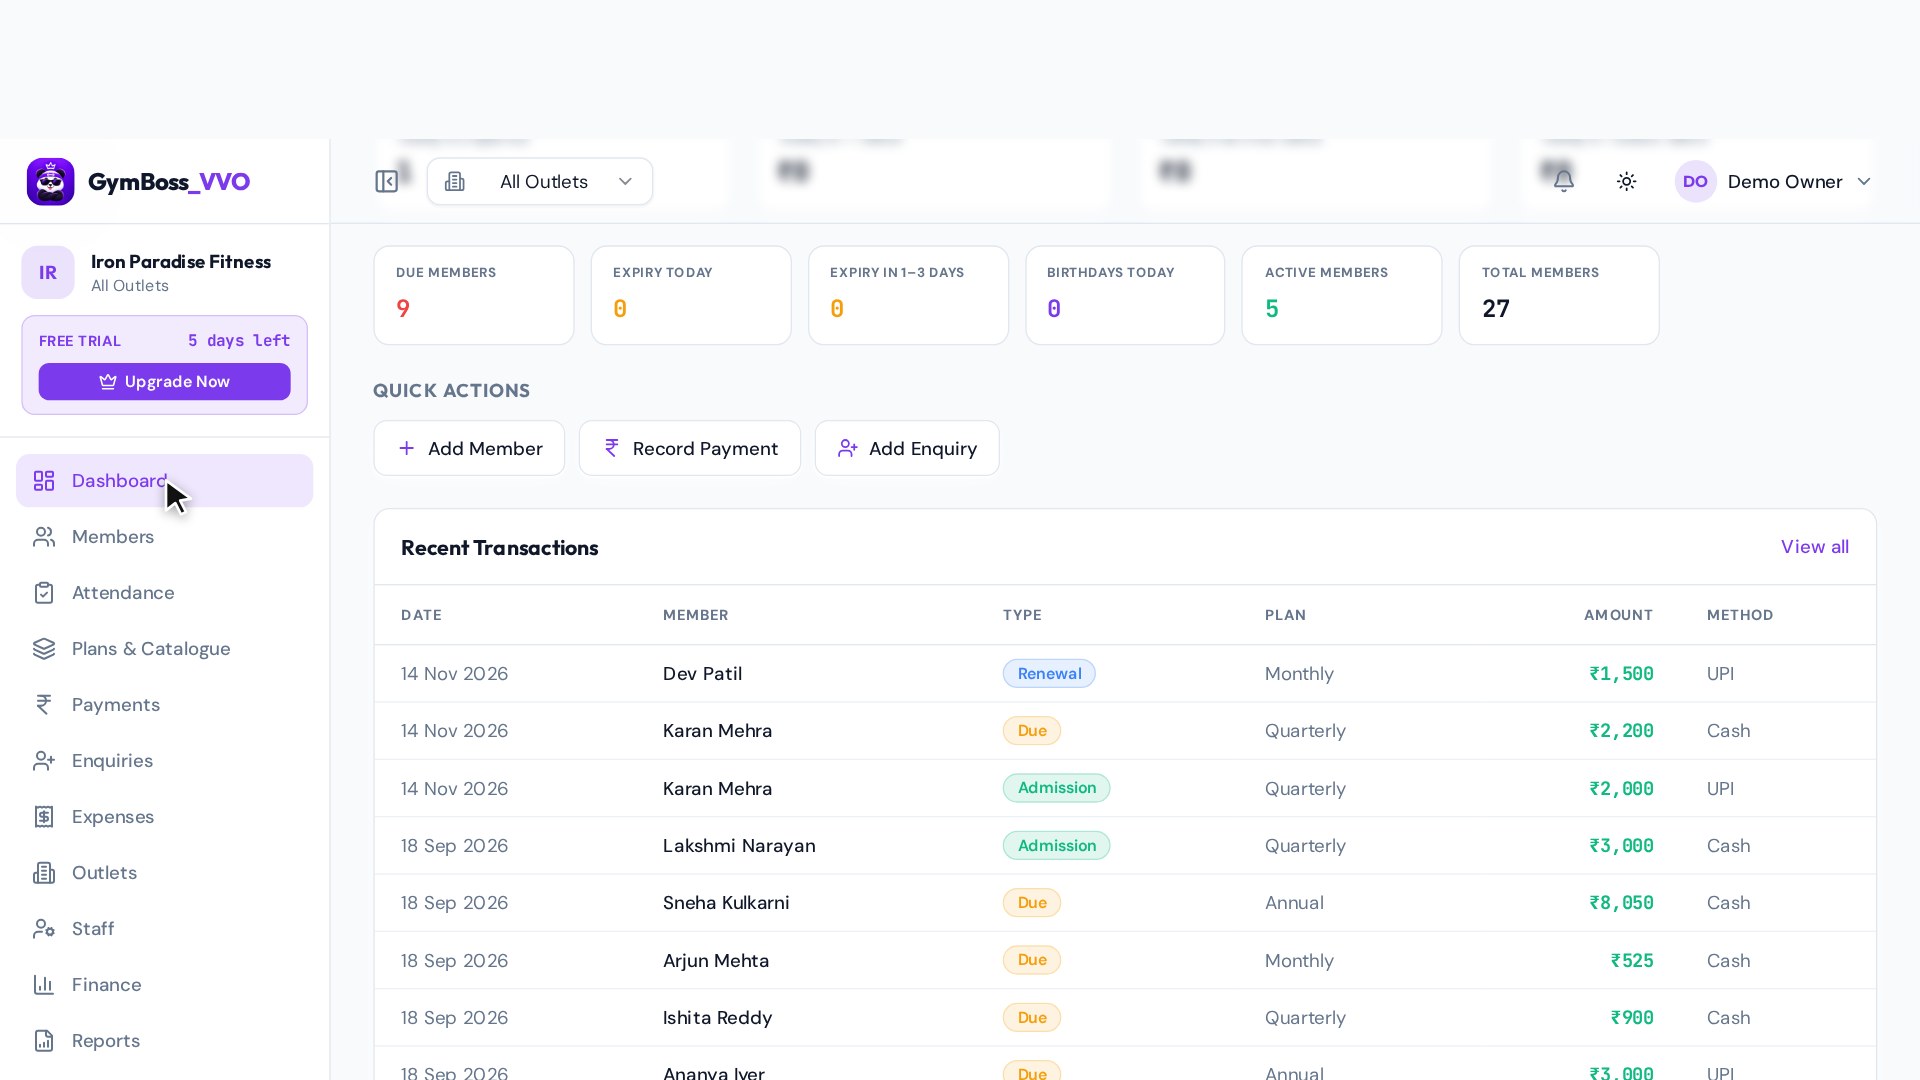 GymBoss_VVO
All Outlets
DO Demo Owner
IR
Iron Paradise Fitness
All Outlets
FREE TRIAL 5 days left
Upgrade Now
Dashboard
Members
Attendance
Plans & Catalogue
Payments
Enquiries
Expenses
Outlets
Staff
Finance
Reports
DUE MEMBERS
9
EXPIRY TODAY
0
EXPIRY IN 1–3 DAYS
0
BIRTHDAYS TODAY
0
ACTIVE MEMBERS
5
TOTAL MEMBERS
27
QUICK ACTIONS
Add Member
Record Payment
Add Enquiry
Recent Transactions View all
DATE MEMBER TYPE PLAN AMOUNT METHOD
14 Nov 2026 Dev Patil Renewal Monthly ₹1,500 UPI
14 Nov 2026 Karan Mehra Due Quarterly ₹2,200 Cash
14 Nov 2026 Karan Mehra Admission Quarterly ₹2,000 UPI
18 Sep 2026 Lakshmi Narayan Admission Quarterly ₹3,000 Cash
18 Sep 2026 Sneha Kulkarni Due Annual ₹8,050 Cash
18 Sep 2026 Arjun Mehta Due Monthly ₹525 Cash
18 Sep 2026 Ishita Reddy Due Quarterly ₹900 Cash
18 Sep 2026 Ananya Iyer Due Annual ₹3,000 UPI